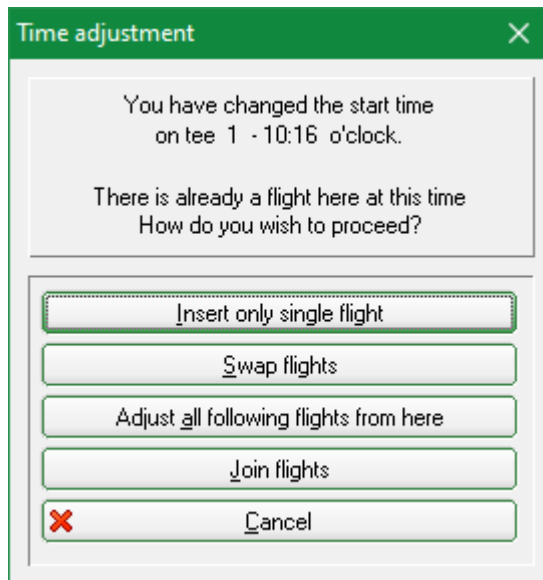 Time adjustment
You have changed the start time
on tee 1 - 10:16 o'clock.
There is already a flight here at this time
How do you wish to proceed?
Insert only single flight
Swap flights
Adjust all following flights from here
Join flights
Cancel